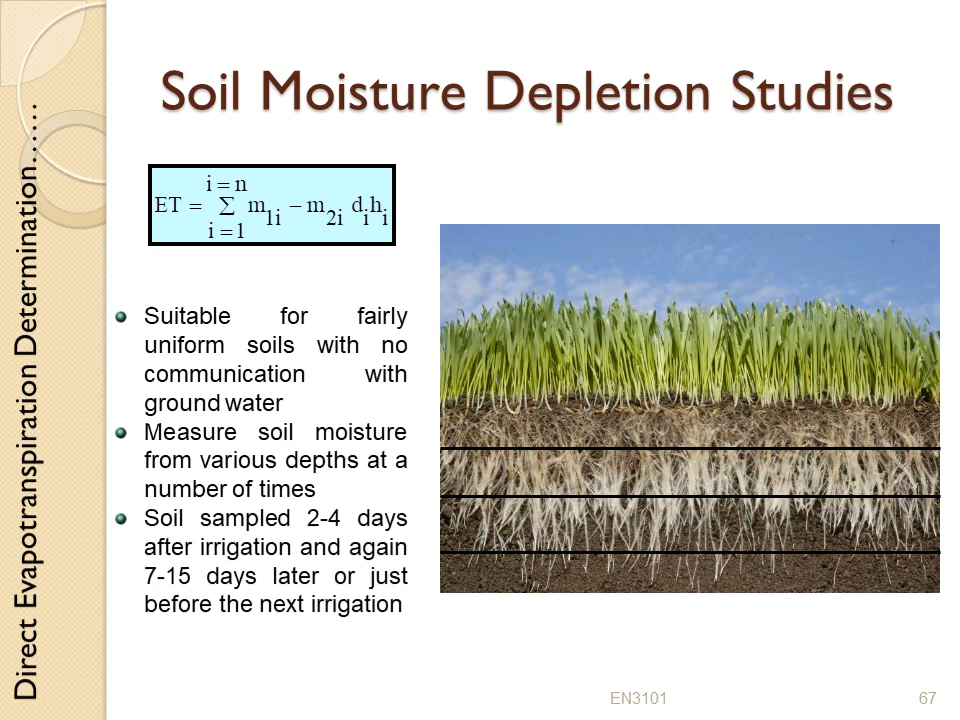 Direct Evapotranspiration Determination……
Soil Moisture Depletion Studies
i = n
ET = ∑ m1i − m2i di hi
i = 1
Suitable for fairly
uniform soils with no
communication with
ground water
Measure soil moisture
from various depths at a
number of times
Soil sampled 2-4 days
after irrigation and again
7-15 days later or just
before the next irrigation
EN3101
67